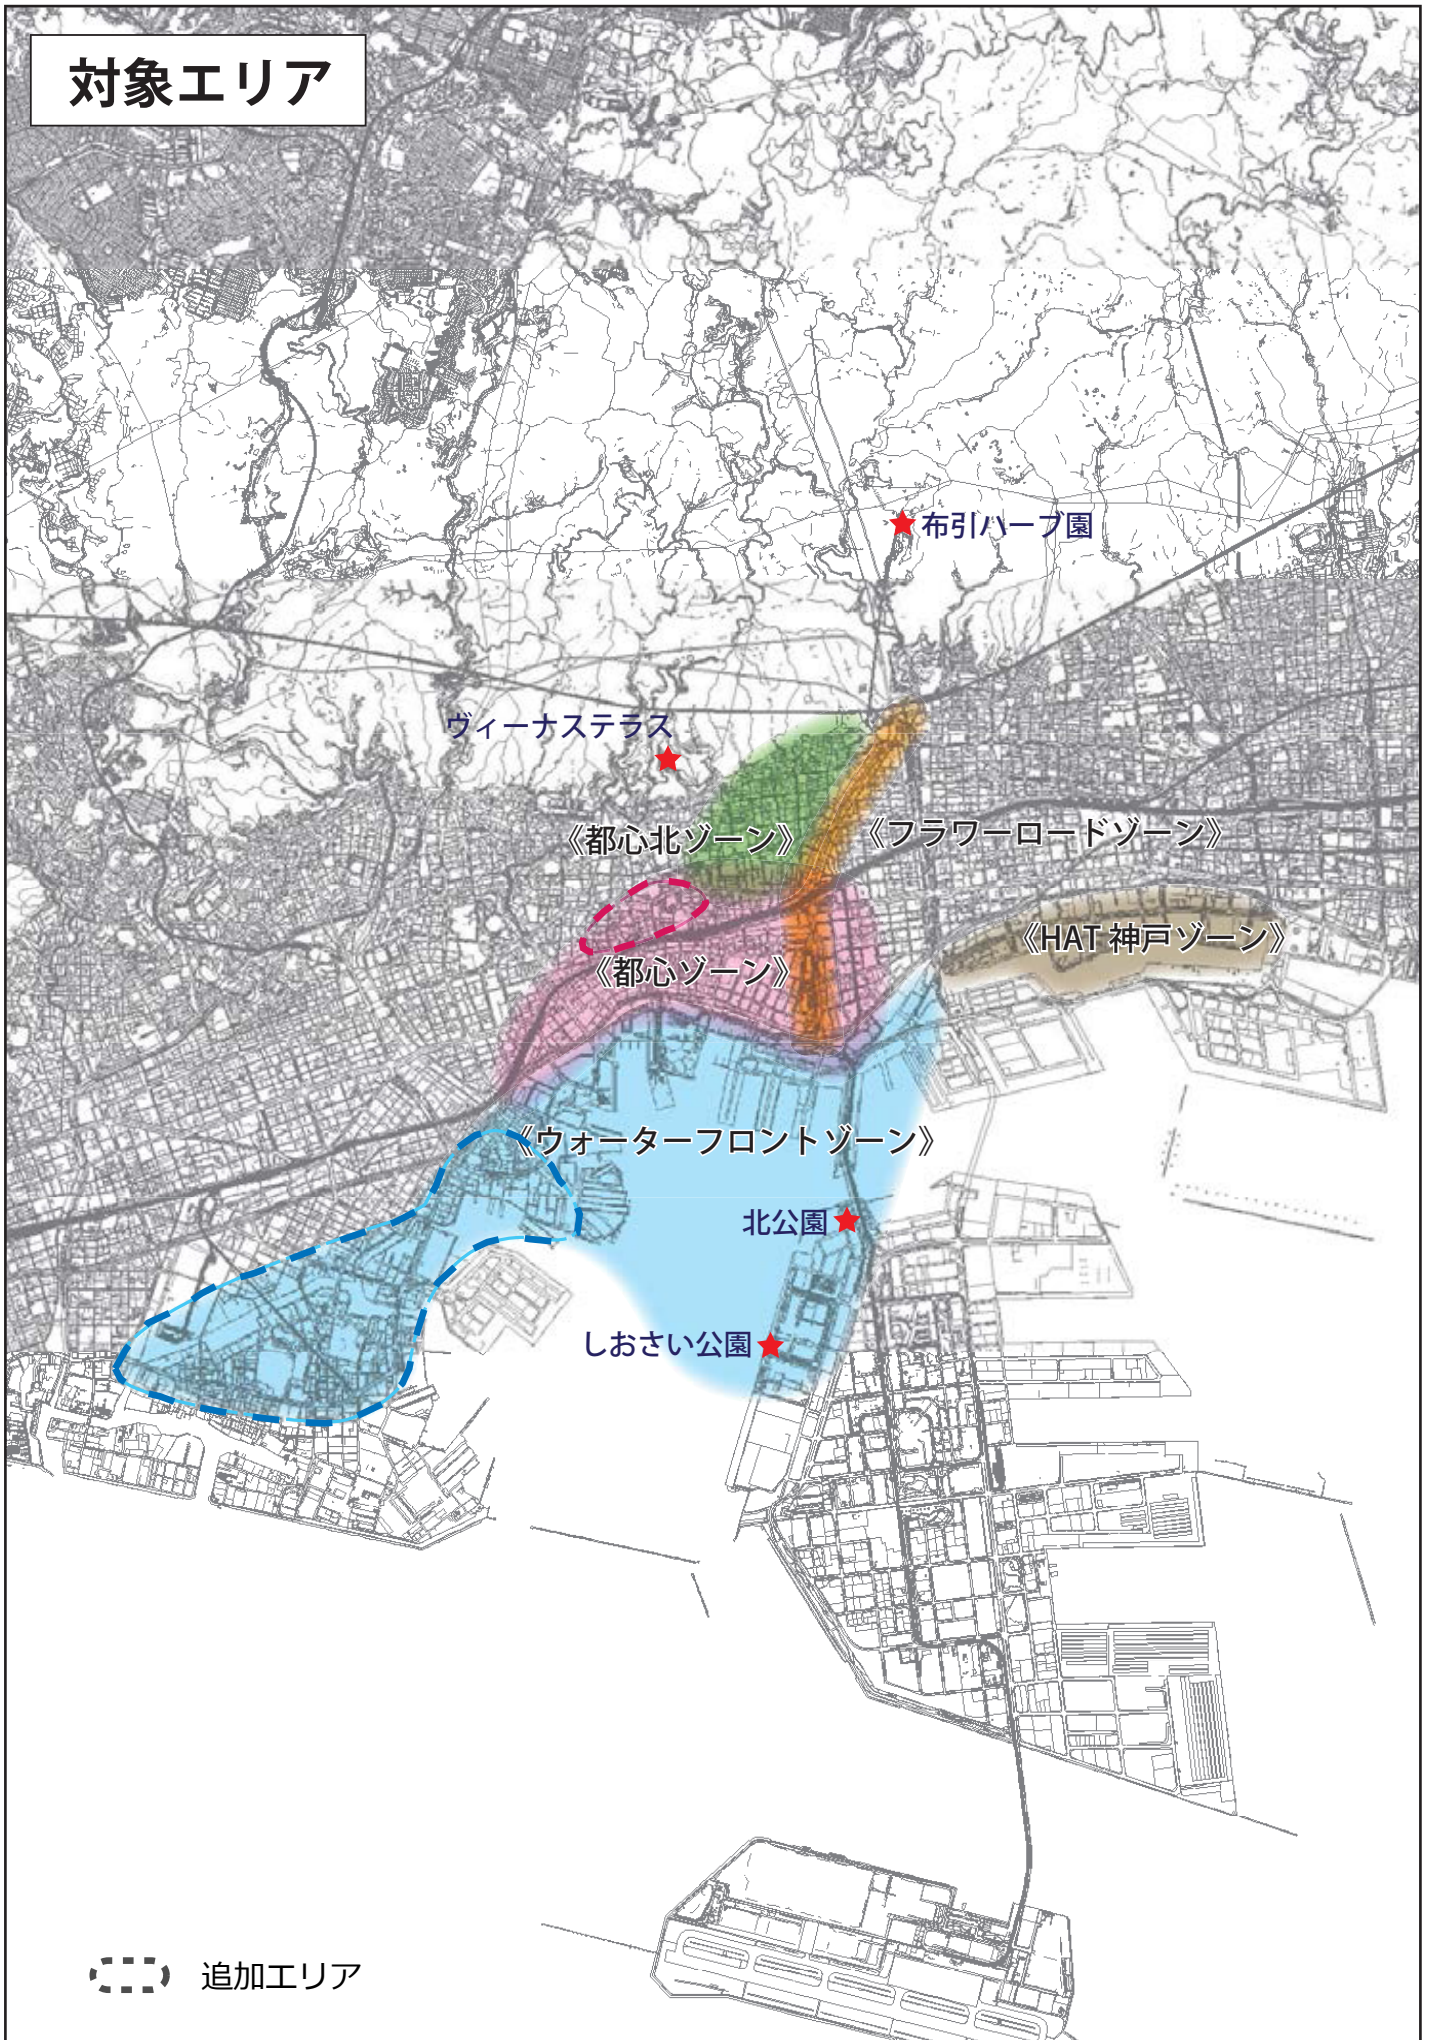 対象エリア
布引ハーブ園
ヴィーナステラス
《都心北ゾーン》
《フラワーロードゾーン》
《HAT 神戸ゾーン》
《都心ゾーン》
《ウォーターフロントゾーン》
北公園
しおさい公園
追加エリア